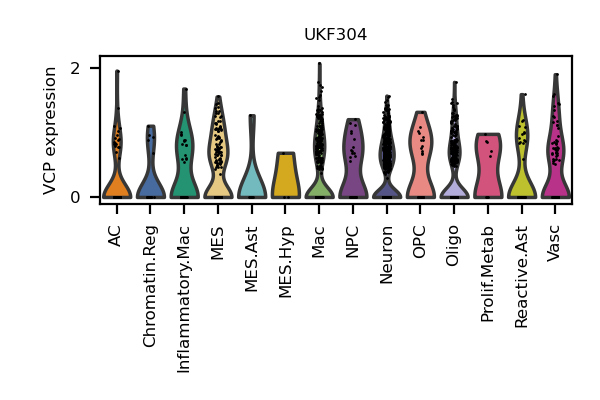 UKF304
VCP expression
2
0
AC
Chromatin.Reg
Inflammatory.Mac
MES
MES.Ast
MES.Hyp
Mac
NPC
Neuron
OPC
Oligo
Prolif.Metab
Reactive.Ast
Vasc